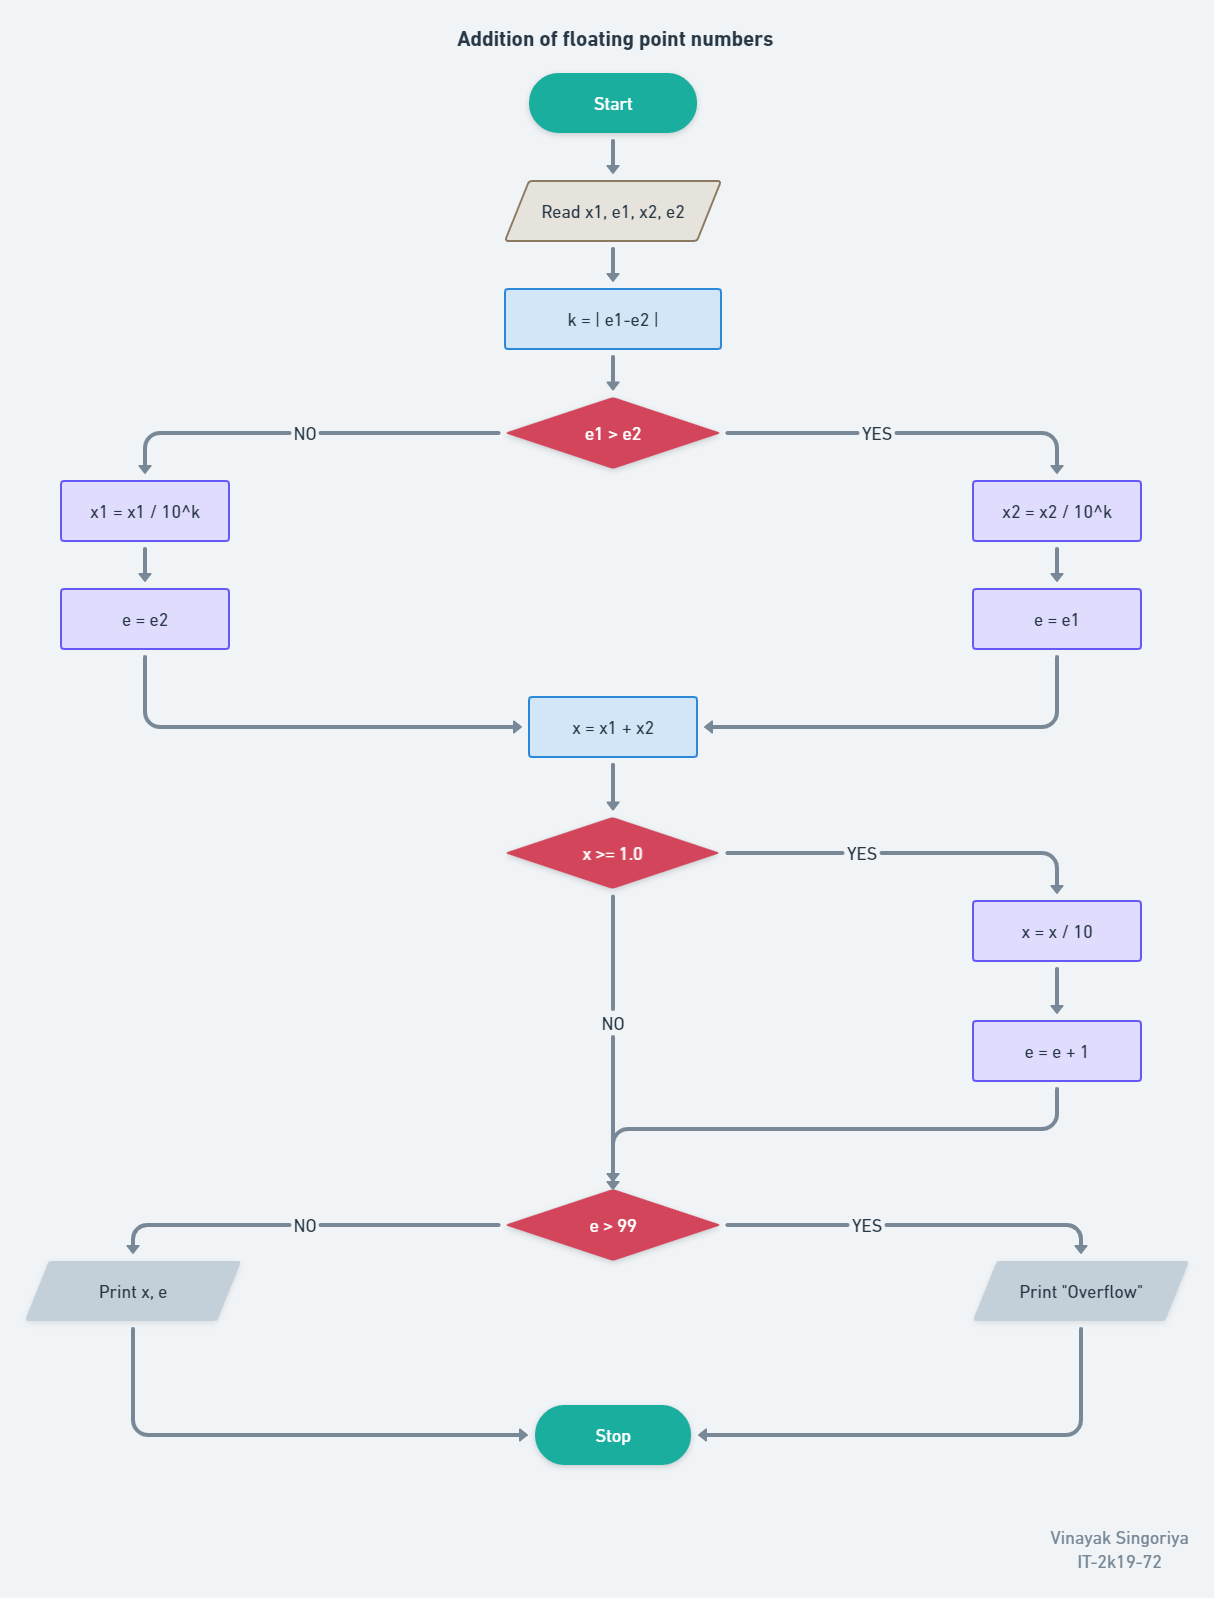 Addition of floating point numbers
Start
Read x1, e1, x2, e2
k = | e1-e2 |
e1 > e2
NO
YES
x1 = x1 / 10^k
x2 = x2 / 10^k
e = e2
e = e1
x = x1 + x2
x >= 1.0
YES
x = x / 10
NO
e = e + 1
e > 99
NO
YES
Print x, e
Print "Overflow"
Stop
Vinayak Singoriya
IT-2k19-72